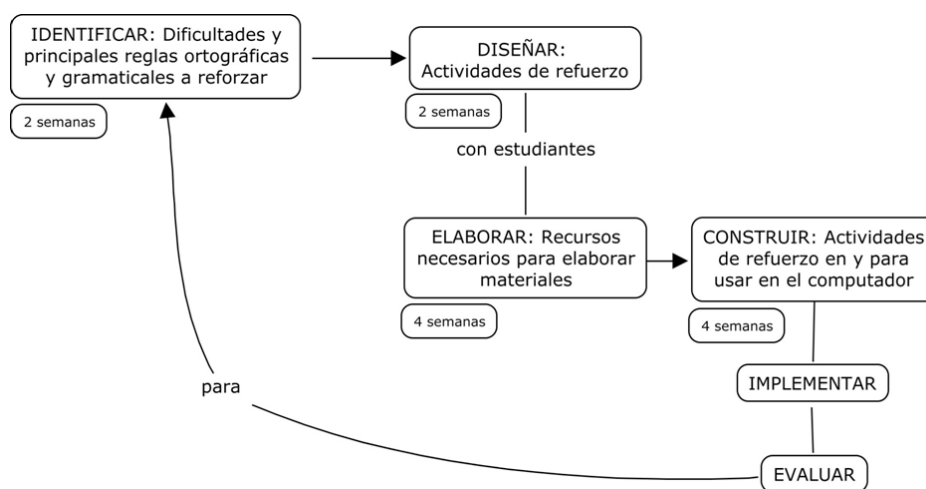 IDENTIFICAR: Dificultades y
principales reglas ortográficas
y gramaticales a reforzar
2 semanas
DISEÑAR:
Actividades de refuerzo
2 semanas
con estudiantes
ELABORAR: Recursos
necesarios para elaborar
materiales
4 semanas
CONSTRUIR: Actividades
de refuerzo en y para
usar en el computador
4 semanas
IMPLEMENTAR
EVALUAR
para